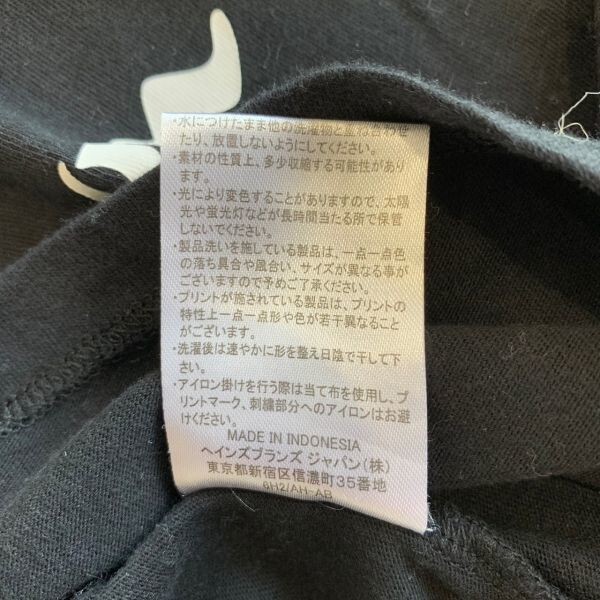 ・水につけたまま他の洗濯物と重ね合わせ
たり、放置しないようにしてください。
・素材の性質上、多少収縮する可能性があり
ます。
・光により変色することがありますので、太陽
光や蛍光灯などが長時間当たる所で保管
しないでください。
・製品洗いを施している製品は、一点一点色
の落ち具合や風合い、サイズが異なる事が
ございますので予めご了承ください。
・プリントが施されている製品は、プリントの
特性上一点一点形や色が若干異なること
がございます。
・洗濯後は速やかに形を整え日陰で干して下
さい。
・アイロン掛けを行う際は当て布を使用し、プ
リントマーク、刺繍部分へのアイロンはお避
けください。
MADE IN INDONESIA
ヘインズブランズ ジャパン(株)
東京都新宿区信濃町35番地
6H2/AH-AB